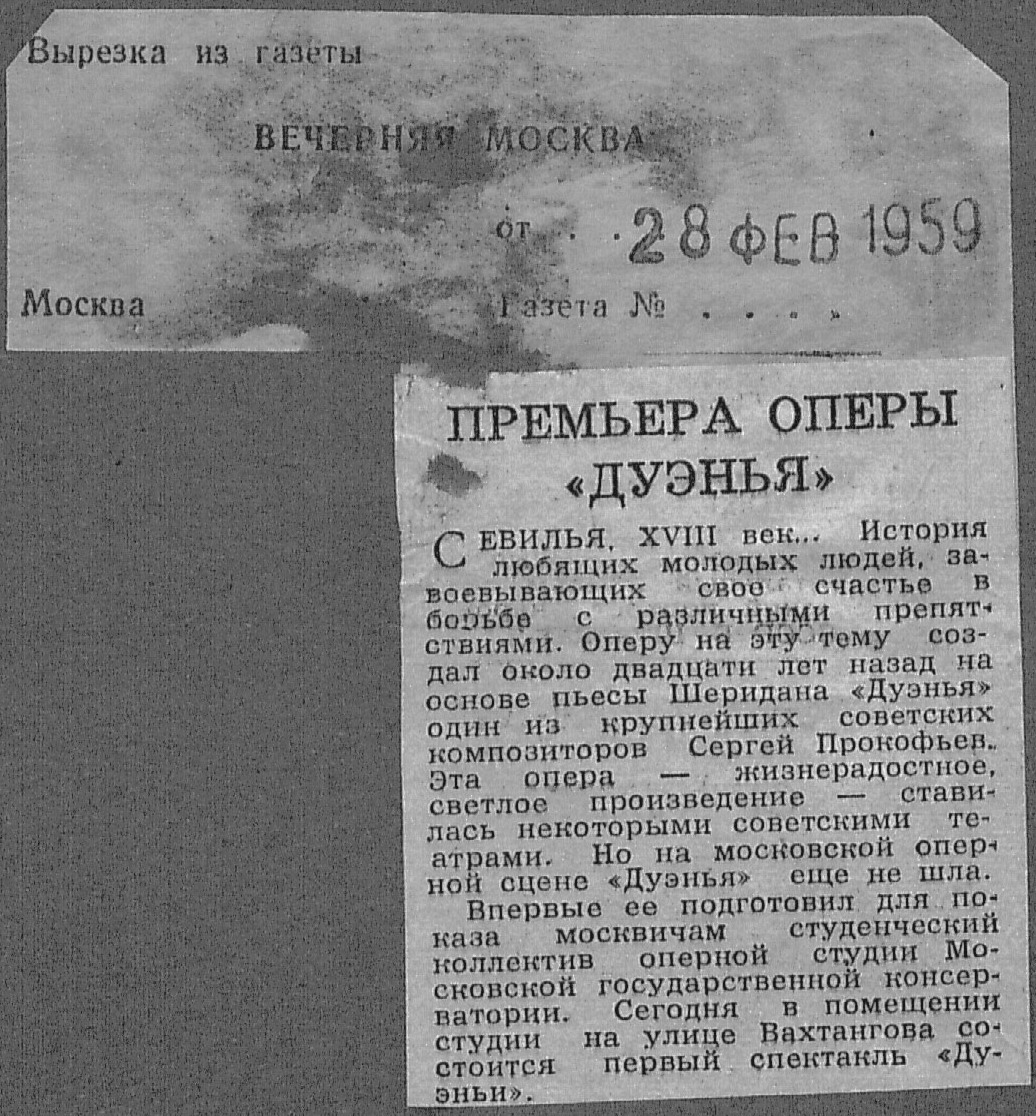 Вырезка из газеты
ВЕЧЕРНЯЯ МОСКВА
от . . 28 ФЕВ 1959
Москва Газета № . . . .
ПРЕМЬЕРА ОПЕРЫ
«ДУЭНЬЯ»
СЕВИЛЬЯ, XVIII век... История
любящих молодых людей, за-
воевывающих свое счастье в
борьбе с различными препят-
ствиями. Оперу на эту тему соз-
дал около двадцати лет назад на
основе пьесы Шеридана «Дуэнья»
один из крупнейших советских
композиторов Сергей Прокофьев.
Эта опера — жизнерадостное,
светлое произведение — стави-
лась некоторыми советскими те-
атрами. Но на московской опер-
ной сцене «Дуэнья» еще не шла.
Впервые ее подготовил для по-
каза москвичам студенческий
коллектив оперной студии Мо-
сковской государственной консер-
ватории. Сегодня в помещении
студии на улице Вахтангова со-
стоится первый спектакль «Ду-
эньи».